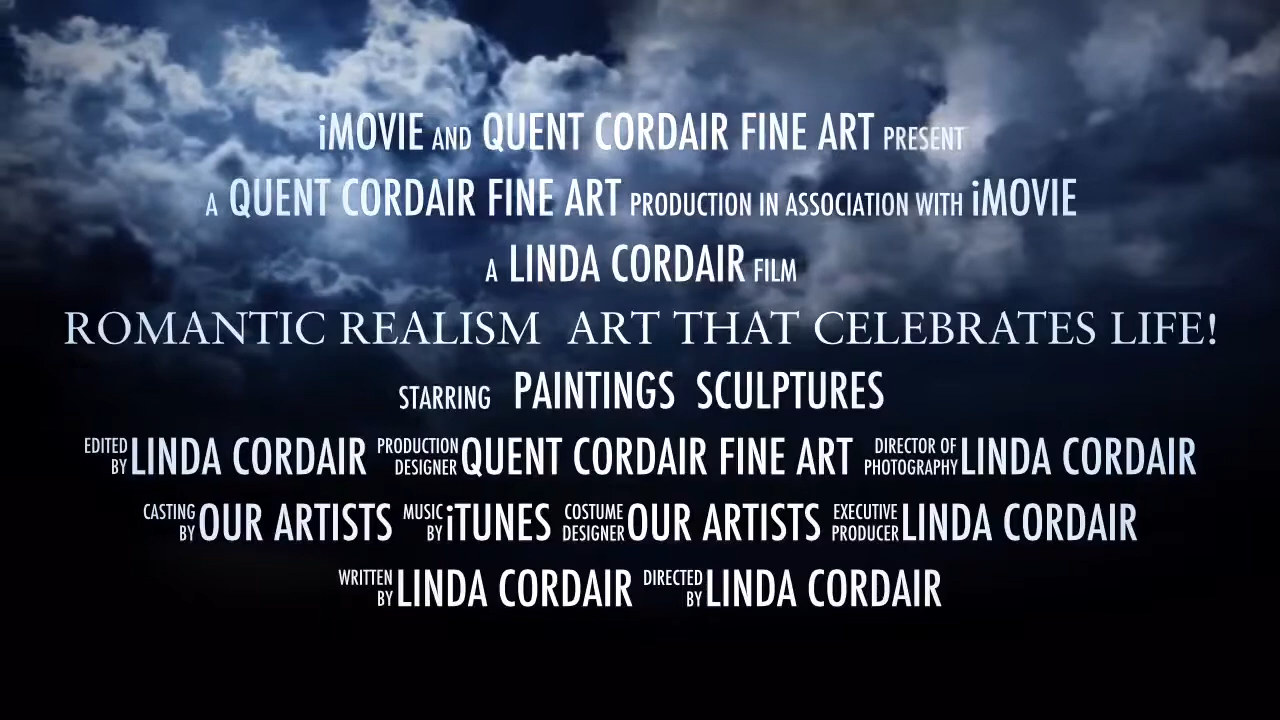 iMOVIE AND QUENT CORDAIR FINE ART PRESENT
A QUENT CORDAIR FINE ART PRODUCTION IN ASSOCIATION WITH iMOVIE
A LINDA CORDAIR FILM
ROMANTIC REALISM ART THAT CELEBRATES LIFE!
STARRING PAINTINGS SCULPTURES
EDITED BY LINDA CORDAIR PRODUCTION DESIGNER QUENT CORDAIR FINE ART DIRECTOR OF PHOTOGRAPHY LINDA CORDAIR
CASTING BY OUR ARTISTS MUSIC BY iTUNES COSTUME DESIGNER OUR ARTISTS EXECUTIVE PRODUCER LINDA CORDAIR
WRITTEN BY LINDA CORDAIR DIRECTED BY LINDA CORDAIR